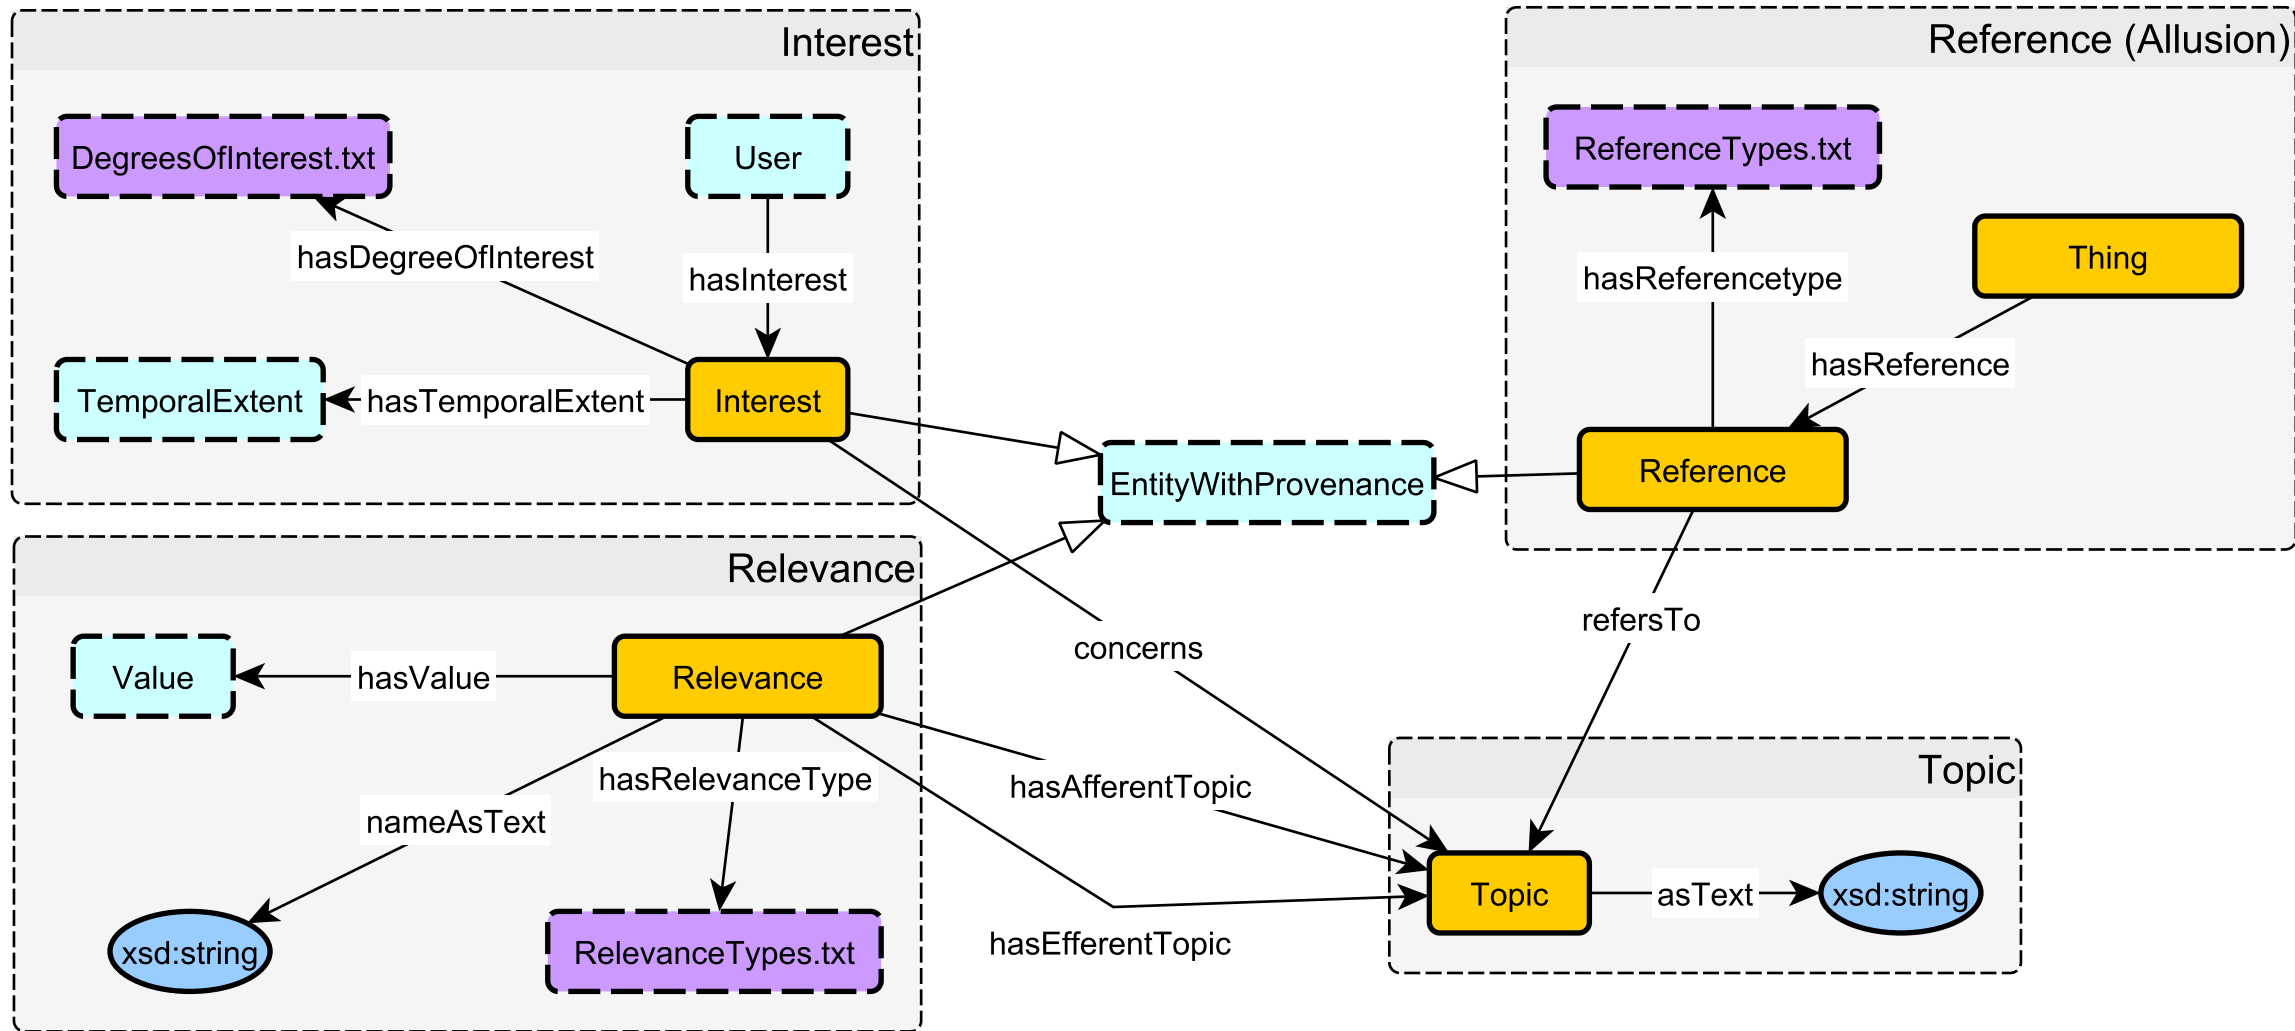 Interest
DegreesOfInterest.txt
User
hasDegreeOfInterest
hasInterest
TemporalExtent
hasTemporalExtent
Interest
Reference (Allusion)
ReferenceTypes.txt
Thing
hasReferencetype
hasReference
Reference
EntityWithProvenance
Relevance
Value
hasValue
Relevance
hasRelevanceType
nameAsText
xsd:string
RelevanceTypes.txt
concerns
refersTo
hasAfferentTopic
hasEfferentTopic
Topic
Topic
asText
xsd:string